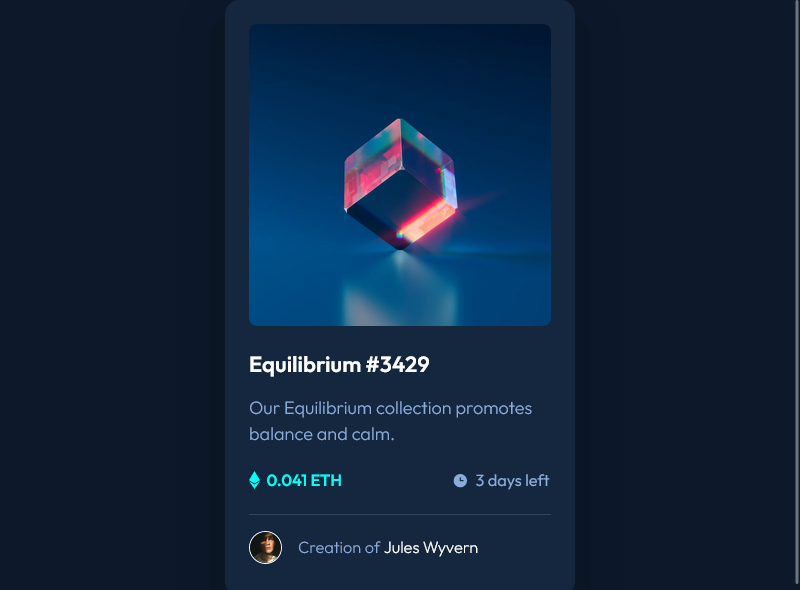 Equilibrium #3429
Our Equilibrium collection promotes
balance and calm.
0.041 ETH
3 days left
Creation of Jules Wyvern